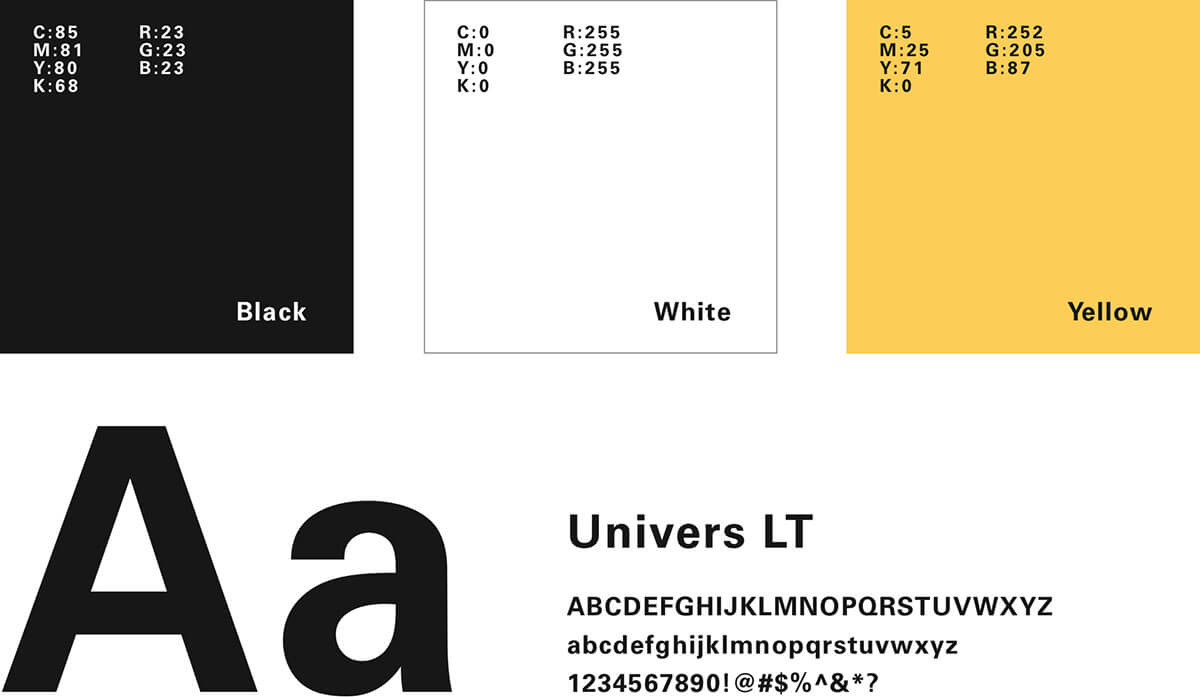 C:85
M:81
Y:80
K:68
R:23
G:23
B:23
Black
C:0
M:0
Y:0
K:0
R:255
G:255
B:255
White
C:5
M:25
Y:71
K:0
R:252
G:205
B:87
Yellow
Aa
Univers LT
ABCDEFGHIJKLMNOPQRSTUVWXYZ
abcdefghijklmnopqrstuvwxyz
1234567890!@#$%^&*?